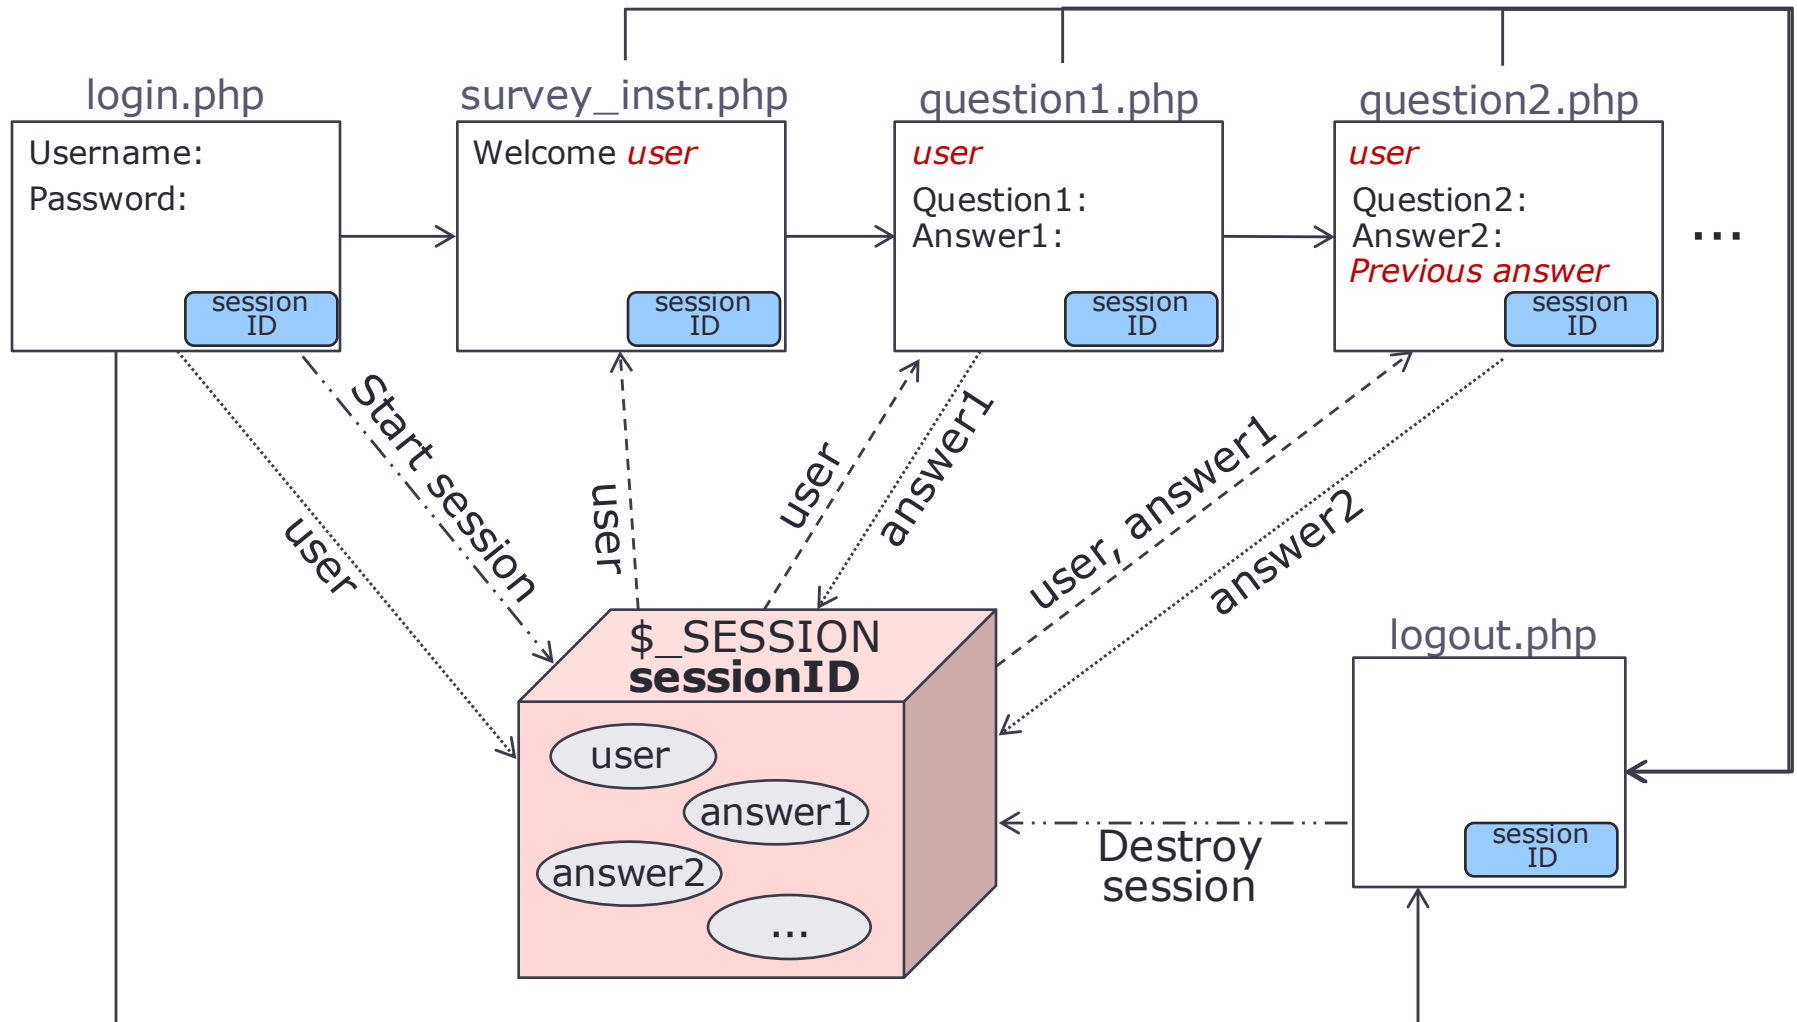 login.php
Username:
Password:
session
ID
survey_instr.php
Welcome user
session
ID
question1.php
user
Question1:
Answer1:
session
ID
question2.php
user
Question2:
Answer2:
Previous answer
session
ID
...
user
Start session
user
user
answer1
user, answer1
answer2
$_SESSION
sessionID
user
answer1
answer2
...
Destroy
session
logout.php
session
ID